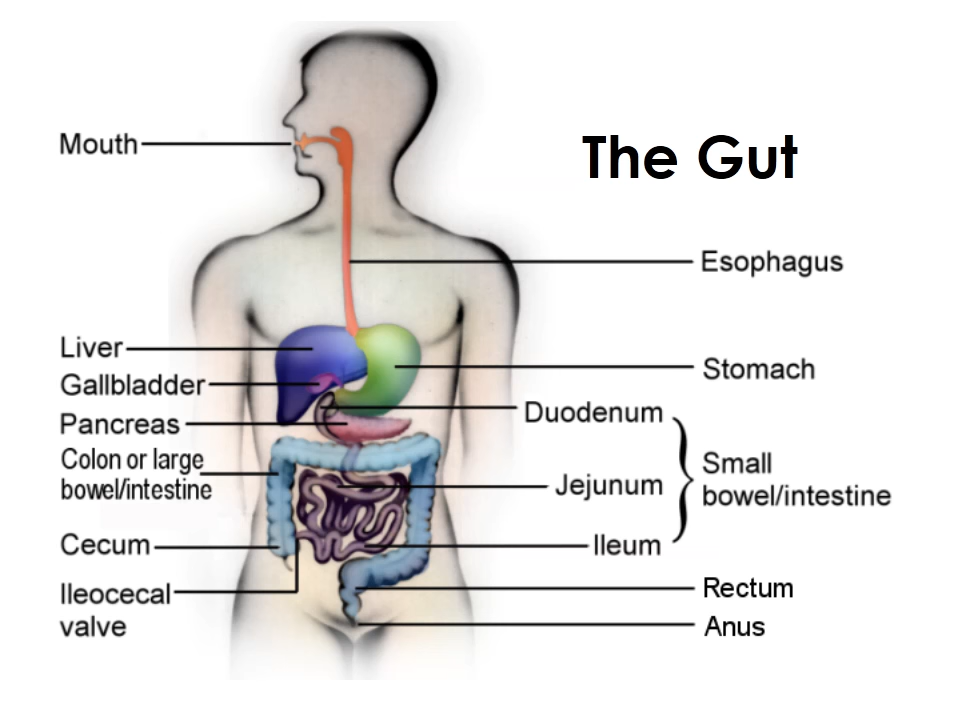 The Gut
Mouth
Esophagus
Liver
Gallbladder
Pancreas
Colon or large
bowel/intestine
Cecum
Ileocecal
valve
Stomach
Duodenum
Jejunum
Ileum
Small
bowel/intestine
Rectum
Anus